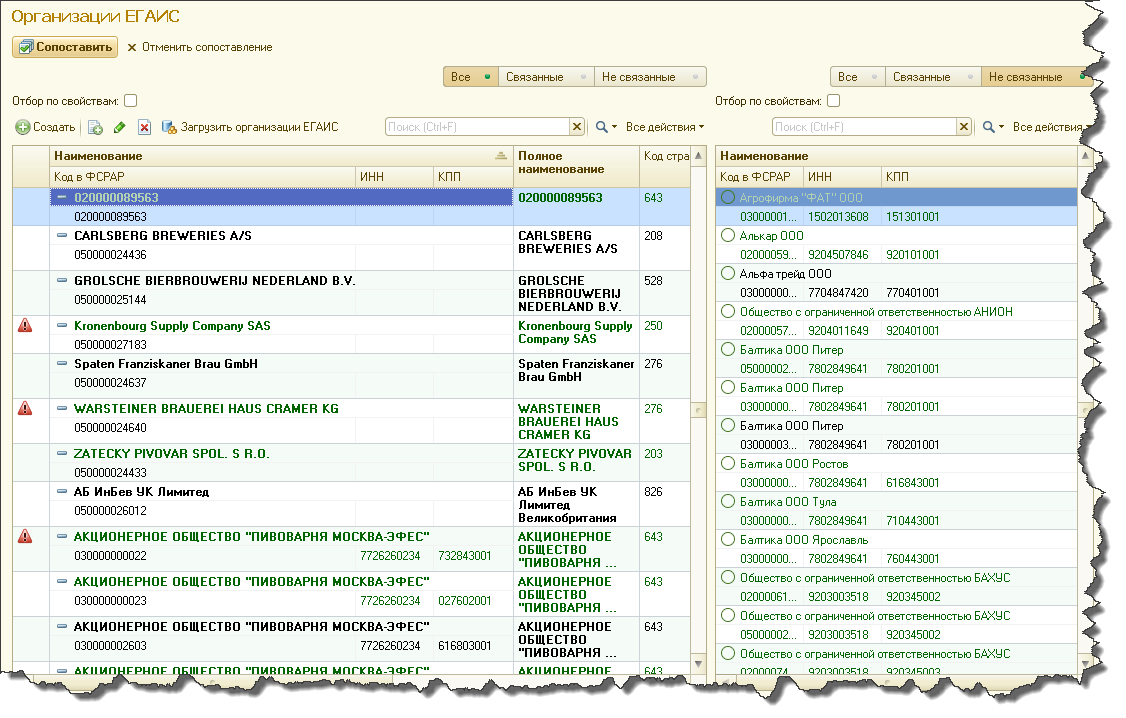 Организации ЕГАИС
Сопоставить Отменить сопоставление
Все Связанные Не связанные
Все Связанные Не связанные
Отбор по свойствам:
Отбор по свойствам:
Создать Загрузить организации ЕГАИС Поиск (Ctrl+F) Все действия
Поиск (Ctrl+F) Все действия
Наименование Полное наименование Код стра
Код в ФСРАР ИНН КПП
020000089563 020000089563 643
020000089563
CARLSBERG BREWERIES A/S CARLSBERG 208
050000024436 BREWERIES A/S
GROLSCHE BIERBROUWERIJ NEDERLAND B.V. GROLSCHE 528
050000025144 BIERBROUWERIJ
NEDERLAND B.V.
Kronenbourg Supply Company SAS Kronenbourg Supply 250
050000027183 Company SAS
Spaten Franziskaner Brau GmbH Spaten Franziskaner 276
050000024637 Brau GmbH
WARSTEINER BRAUEREI HAUS CRAMER KG WARSTEINER 276
050000024640 BRAUEREI HAUS
CRAMER KG
ZATECKY PIVOVAR SPOL. S R.O. ZATECKY PIVOVAR 203
050000024433 SPOL. S R.O.
АБ ИнБев УК Лимитед АБ ИнБев УК 826
050000026012 Лимитед
Великобритания
АКЦИОНЕРНОЕ ОБЩЕСТВО "ПИВОВАРНЯ МОСКВА-ЭФЕС" АКЦИОНЕРНОЕ 643
030000000022 7726260234 732843001 ОБЩЕСТВО
"ПИВОВАРНЯ ...
АКЦИОНЕРНОЕ ОБЩЕСТВО "ПИВОВАРНЯ МОСКВА-ЭФЕС" АКЦИОНЕРНОЕ 643
030000000023 7726260234 027602001 ОБЩЕСТВО
"ПИВОВАРНЯ ...
АКЦИОНЕРНОЕ ОБЩЕСТВО "ПИВОВАРНЯ МОСКВА-ЭФЕС" АКЦИОНЕРНОЕ 643
030000002603 7726260234 616803001 ОБЩЕСТВО
"ПИВОВАРНЯ ...
АКЦИОНЕРНОЕ ОБЩЕСТВО "ПИВОВАРНЯ МОСКВА-ЭФЕС" АКЦИОНЕРНОЕ 643
Наименование
Код в ФСРАР ИНН КПП
Агрофирма "ФАТ" ООО
03000001... 1502013608 151301001
Алькар ООО
02000059... 9204507846 920101001
Альфа трейд ООО
03000000... 7704847420 770401001
Общество с ограниченной ответственностью АНИОН
02000057... 9204011649 920401001
Балтика ООО Питер
05000002... 7802849641 780201001
Балтика ООО Питер
03000000... 7802849641 780201001
Балтика ООО Питер
03000003... 7802849641 780201001
Балтика ООО Ростов
03000000... 7802849641 616843001
Балтика ООО Тула
03000000... 7802849641 710443001
Балтика ООО Ярославль
03000000... 7802849641 760443001
Общество с ограниченной ответственностью БАХУС
02000061... 9203003518 920345002
Общество с ограниченной ответственностью БАХУС
05000002... 9203003518 920345002
Общество с ограниченной ответственностью БАХУС
02000074... 9203003518 920345003